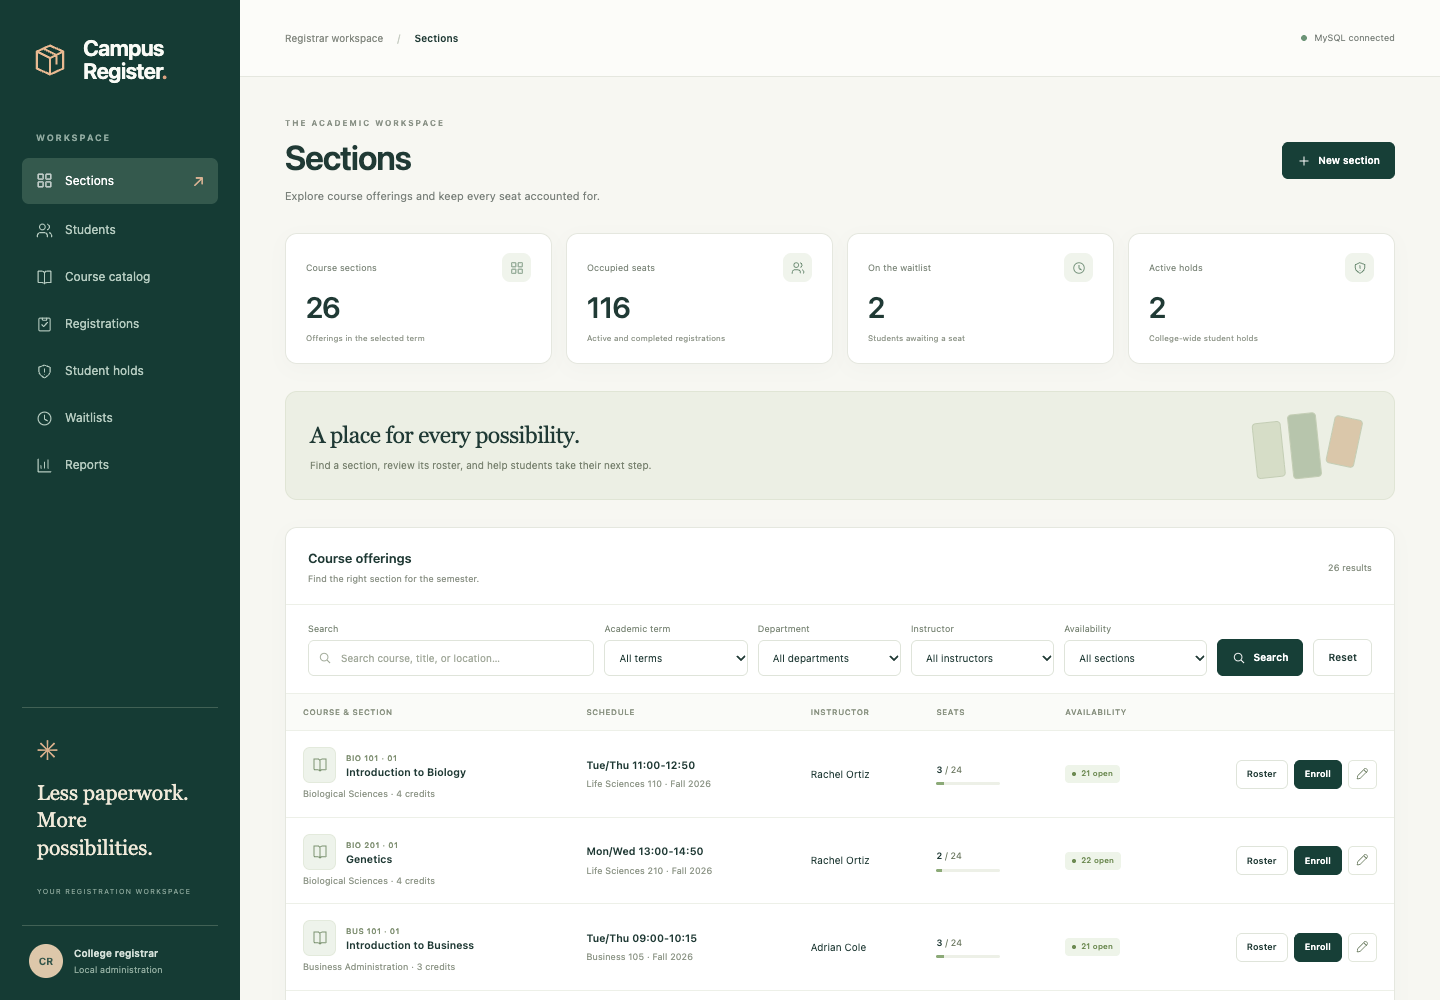 Campus
Register.
WORKSPACE
Sections
Students
Course catalog
Registrations
Student holds
Waitlists
Reports
Less paperwork.
More
possibilities.
YOUR REGISTRATION WORKSPACE
CR
College registrar
Local administration
Registrar workspace / Sections
MySQL connected
THE ACADEMIC WORKSPACE
Sections
Explore course offerings and keep every seat accounted for.
New section
Course sections
26
Offerings in the selected term
Occupied seats
116
Active and completed registrations
On the waitlist
2
Students awaiting a seat
Active holds
2
College-wide student holds
A place for every possibility.
Find a section, review its roster, and help students take their next step.
Course offerings
Find the right section for the semester.
26 results
Search
Search course, title, or location...
Academic term
All terms
Department
All departments
Instructor
All instructors
Availability
All sections
Search
Reset
COURSE & SECTION SCHEDULE INSTRUCTOR SEATS AVAILABILITY
BIO 101 · 01
Introduction to Biology
Biological Sciences · 4 credits
Tue/Thu 11:00-12:50
Life Sciences 110 · Fall 2026
Rachel Ortiz
3 / 24
21 open
Roster
Enroll
BIO 201 · 01
Genetics
Biological Sciences · 4 credits
Mon/Wed 13:00-14:50
Life Sciences 210 · Fall 2026
Rachel Ortiz
2 / 24
22 open
Roster
Enroll
BUS 101 · 01
Introduction to Business
Business Administration · 3 credits
Tue/Thu 09:00-10:15
Business 105 · Fall 2026
Adrian Cole
3 / 24
21 open
Roster
Enroll